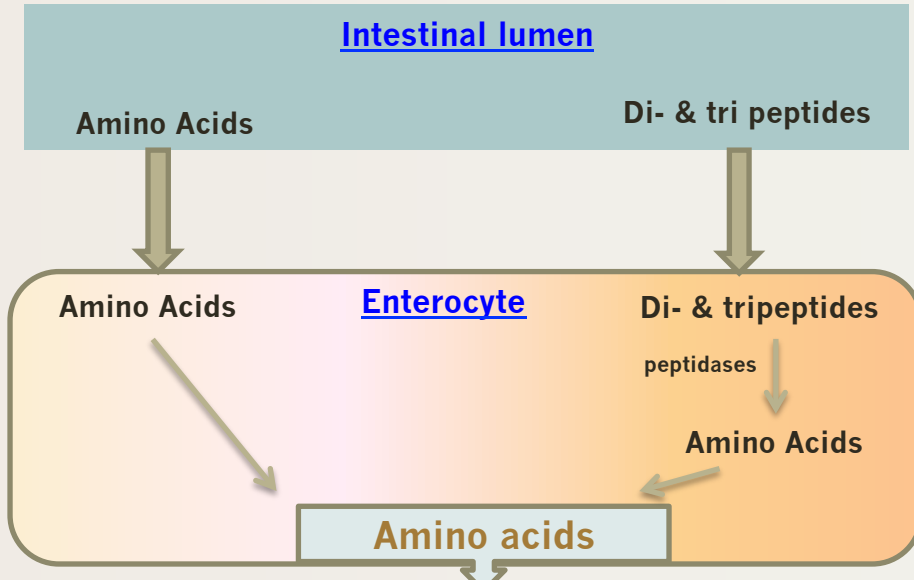 Intestinal lumen
Amino Acids
Di- & tri peptides
Amino Acids
Enterocyte
Di- & tripeptides
peptidases
Amino Acids
Amino acids